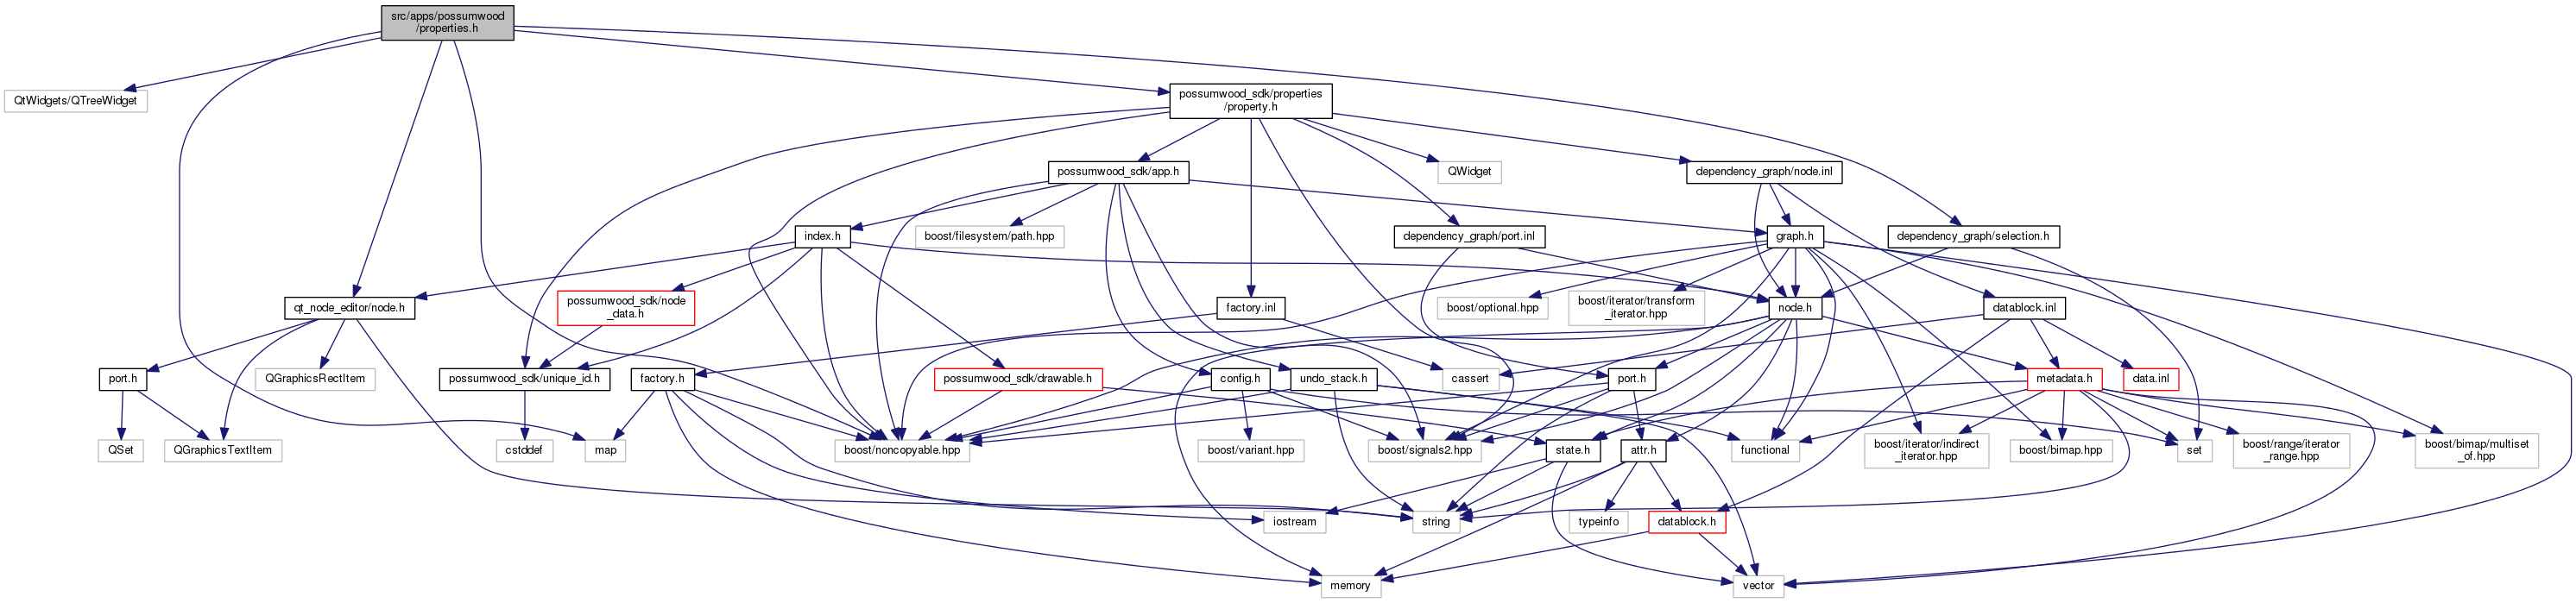 src/apps/possumwood
/properties.h
QtWidgets/QTreeWidget
possumwood_sdk/properties
/property.h
possumwood_sdk/app.h
QWidget
dependency_graph/node.inl
index.h
boost/filesystem/path.hpp
dependency_graph/port.inl
graph.h
dependency_graph/selection.h
qt_node_editor/node.h
possumwood_sdk/node
_data.h
factory.inl
boost/optional.hpp
boost/iterator/transform
_iterator.hpp
node.h
datablock.inl
port.h
QGraphicsRectItem
possumwood_sdk/unique_id.h
factory.h
possumwood_sdk/drawable.h
config.h
undo_stack.h
cassert
port.h
metadata.h
data.inl
QSet
QGraphicsTextItem
cstddef
map
boost/noncopyable.hpp
boost/variant.hpp
boost/signals2.hpp
state.h
attr.h
functional
boost/iterator/indirect
_iterator.hpp
boost/bimap.hpp
set
boost/range/iterator
_range.hpp
boost/bimap/multiset
_of.hpp
iostream
string
typeinfo
datablock.h
memory
vector